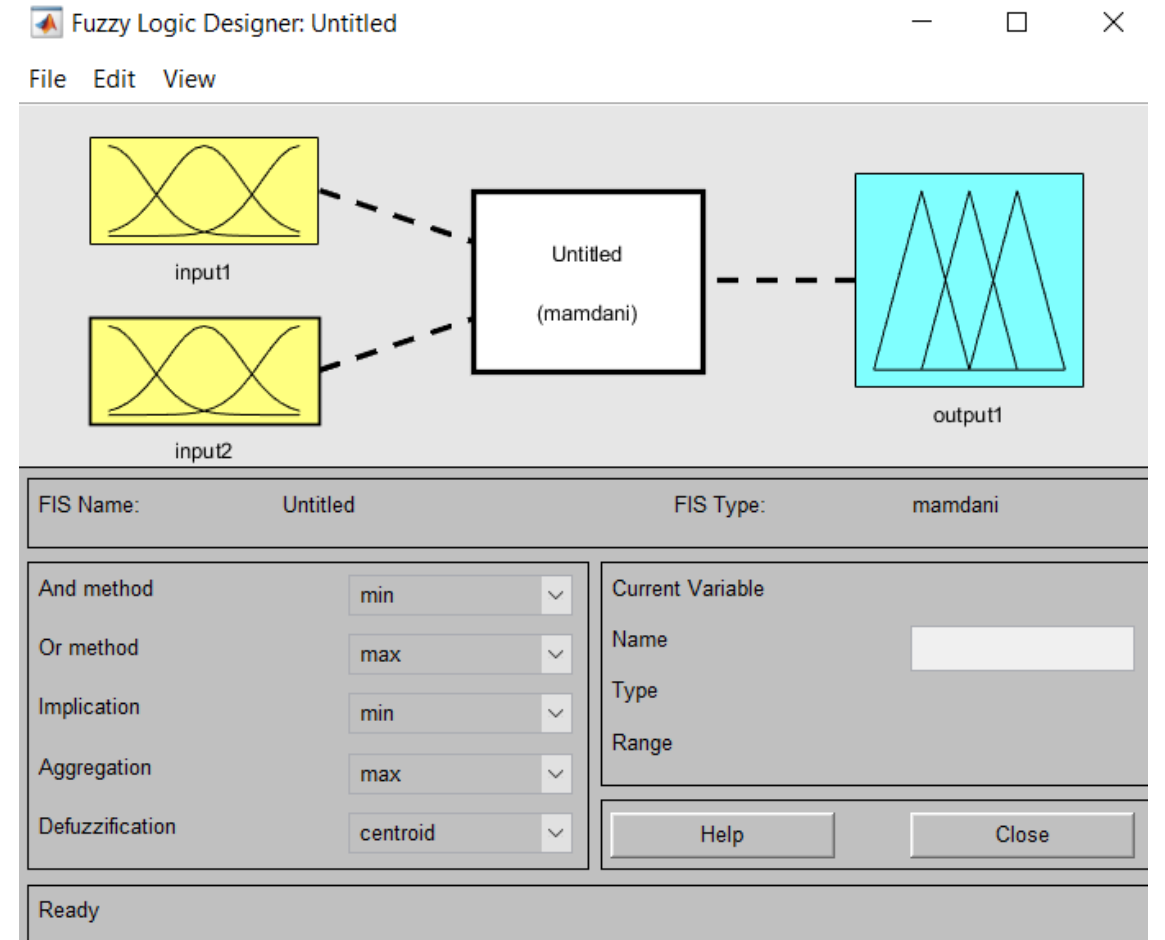 Fuzzy Logic Designer: Untitled
File Edit View
input1
input2
Untitled
(mamdani)
output1
FIS Name: Untitled FIS Type: mamdani
And method min
Or method max
Implication min
Aggregation max
Defuzzification centroid
Current Variable
Name
Type
Range
Help Close
Ready